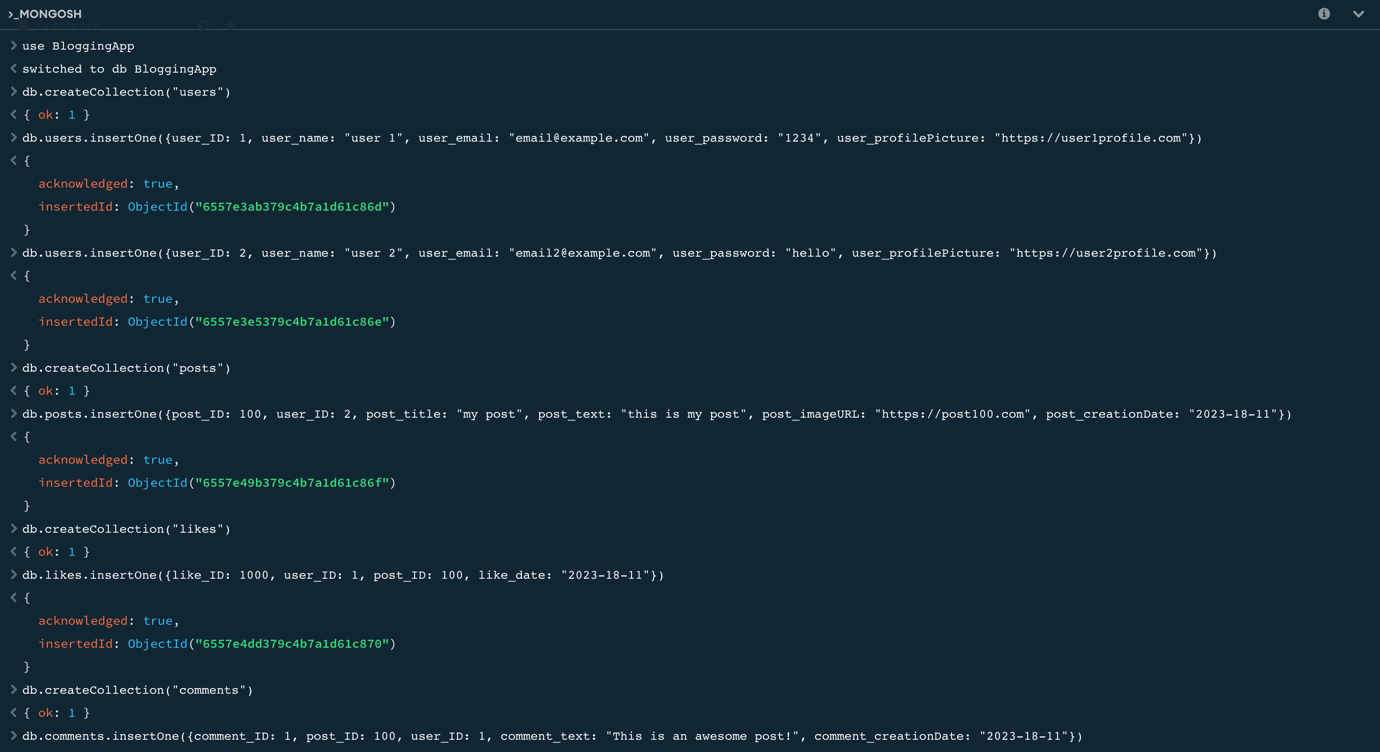 >_MONGOSH
> use BloggingApp
< switched to db BloggingApp
> db.createCollection("users")
< { ok: 1 }
> db.users.insertOne({user_ID: 1, user_name: "user 1", user_email: "email@example.com", user_password: "1234", user_profilePicture: "https://user1profile.com"})
< {
    acknowledged: true,
    insertedId: ObjectId("6557e3ab379c4b7a1d61c86d")
  }
> db.users.insertOne({user_ID: 2, user_name: "user 2", user_email: "email2@example.com", user_password: "hello", user_profilePicture: "https://user2profile.com"})
< {
    acknowledged: true,
    insertedId: ObjectId("6557e3e5379c4b7a1d61c86e")
  }
> db.createCollection("posts")
< { ok: 1 }
> db.posts.insertOne({post_ID: 100, user_ID: 2, post_title: "my post", post_text: "this is my post", post_imageURL: "https://post100.com", post_creationDate: "2023-18-11"})
< {
    acknowledged: true,
    insertedId: ObjectId("6557e49b379c4b7a1d61c86f")
  }
> db.createCollection("likes")
< { ok: 1 }
> db.likes.insertOne({like_ID: 1000, user_ID: 1, post_ID: 100, like_date: "2023-18-11"})
< {
    acknowledged: true,
    insertedId: ObjectId("6557e4dd379c4b7a1d61c870")
  }
> db.createCollection("comments")
< { ok: 1 }
> db.comments.insertOne({comment_ID: 1, post_ID: 100, user_ID: 1, comment_text: "This is an awesome post!", comment_creationDate: "2023-18-11"})